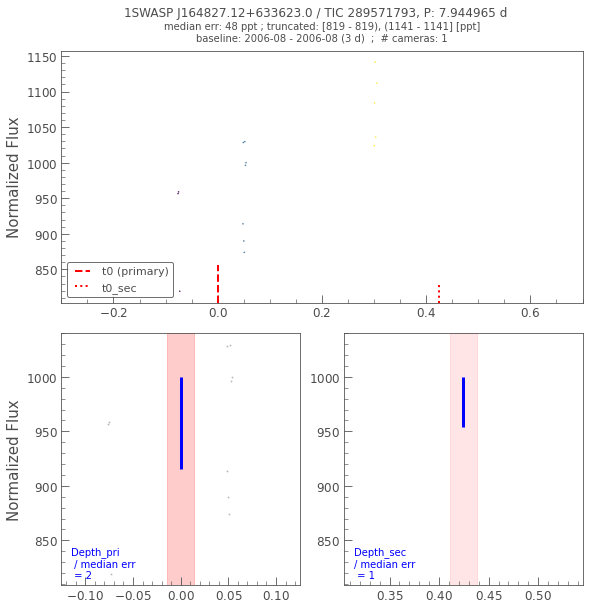 1SWASP J164827.12+633623.0 / TIC 289571793, P: 7.944965 d
median err: 48 ppt ; truncated: [819 - 819), (1141 - 1141] [ppt]
baseline: 2006-08 - 2006-08 (3 d)  ;  # cameras: 1
Normalized Flux
1150
1100
1050
1000
950
900
850
t0 (primary)
t0_sec
−0.2
0.0
0.2
0.4
0.6
Normalized Flux
1000
950
900
850
Depth_pri
/ median err
= 2
−0.10
−0.05
0.00
0.05
0.10
1000
950
900
850
Depth_sec
/ median err
= 1
0.35
0.40
0.45
0.50